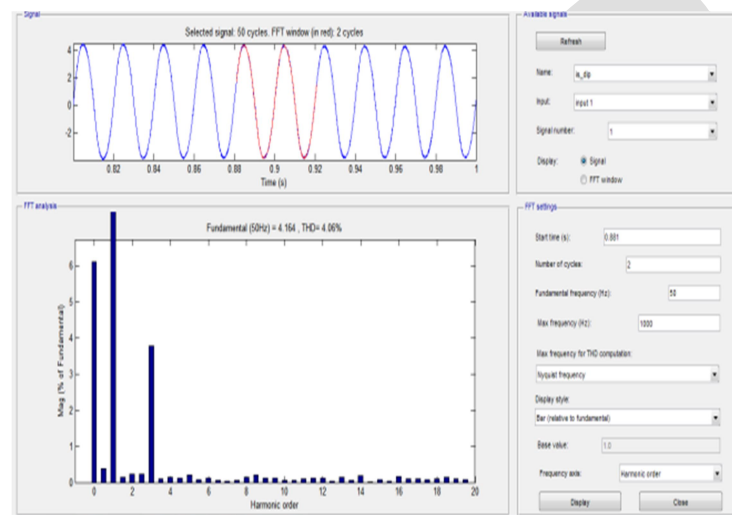 Signal
Selected signal: 50 cycles. FFT window (in red): 2 cycles
4
2
0
-2
0.82 0.84 0.86 0.88 0.9 0.92 0.94 0.96 0.98 1
Time (s)
FFT analysis
Fundamental (50Hz) = 4.164 , THD= 4.06%
Mag (% of Fundamental)
6
5
4
3
2
1
0
0 2 4 6 8 10 12 14 16 18 20
Harmonic order
Available signals
Refresh
Name: ia_dip
Input: input 1
Signal number: 1
Display: Signal
FFT window
FFT settings
Start time (s): 0.881
Number of cycles: 2
Fundamental frequency (Hz): 50
Max frequency (Hz): 1000
Max frequency for THD computation:
Nyquist frequency
Display style:
Bar (relative to fundamental)
Base value: 1.0
Frequency axis: Harmonic order
Display Close